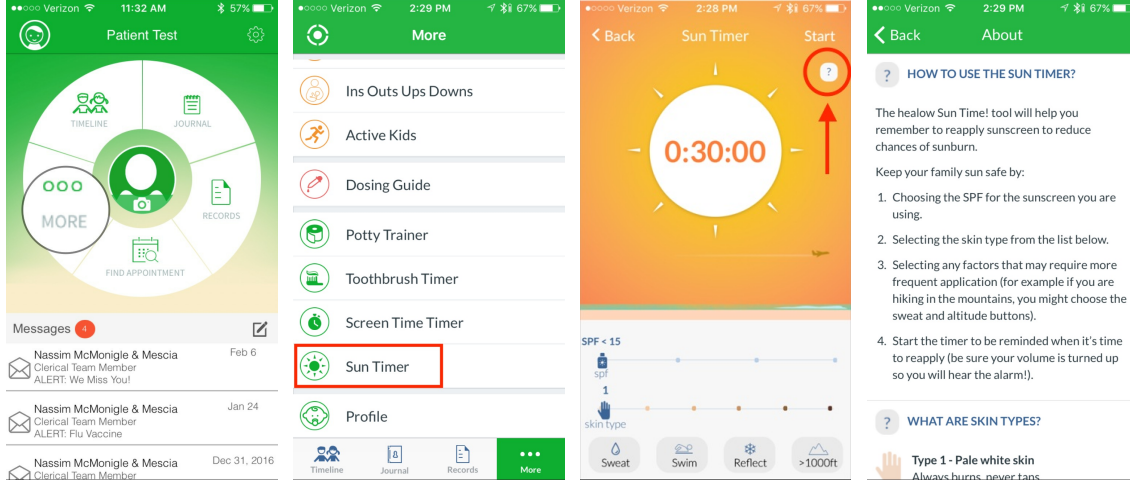 Verizon 11:32 AM 57%
Patient Test
TIMELINE
JOURNAL
MORE
RECORDS
FIND APPOINTMENT
Messages 4
Nassim McMonigle & Mescia Feb 6
Clerical Team Member
ALERT: We Miss You!
Nassim McMonigle & Mescia Jan 24
Clerical Team Member
ALERT: Flu Vaccine
Nassim McMonigle & Mescia Dec 31, 2016
Clerical Team Member
Verizon 2:29 PM 67%
More
Ins Outs Ups Downs
Active Kids
Dosing Guide
Potty Trainer
Toothbrush Timer
Screen Time Timer
Sun Timer
Profile
Timeline Journal Records More
Verizon 2:28 PM 67%
Back Sun Timer Start
?
0:30:00
SPF < 15
spf
1
skin type
Sweat Swim Reflect >1000ft
Verizon 2:29 PM 67%
Back About
? HOW TO USE THE SUN TIMER?
The healow Sun Time! tool will help you
remember to reapply sunscreen to reduce
chances of sunburn.
Keep your family sun safe by:
1. Choosing the SPF for the sunscreen you are
using.
2. Selecting the skin type from the list below.
3. Selecting any factors that may require more
frequent application (for example if you are
hiking in the mountains, you might choose the
sweat and altitude buttons).
4. Start the timer to be reminded when it's time
to reapply (be sure your volume is turned up
so you will hear the alarm!).
? WHAT ARE SKIN TYPES?
Type 1 - Pale white skin
Always burns, never tans